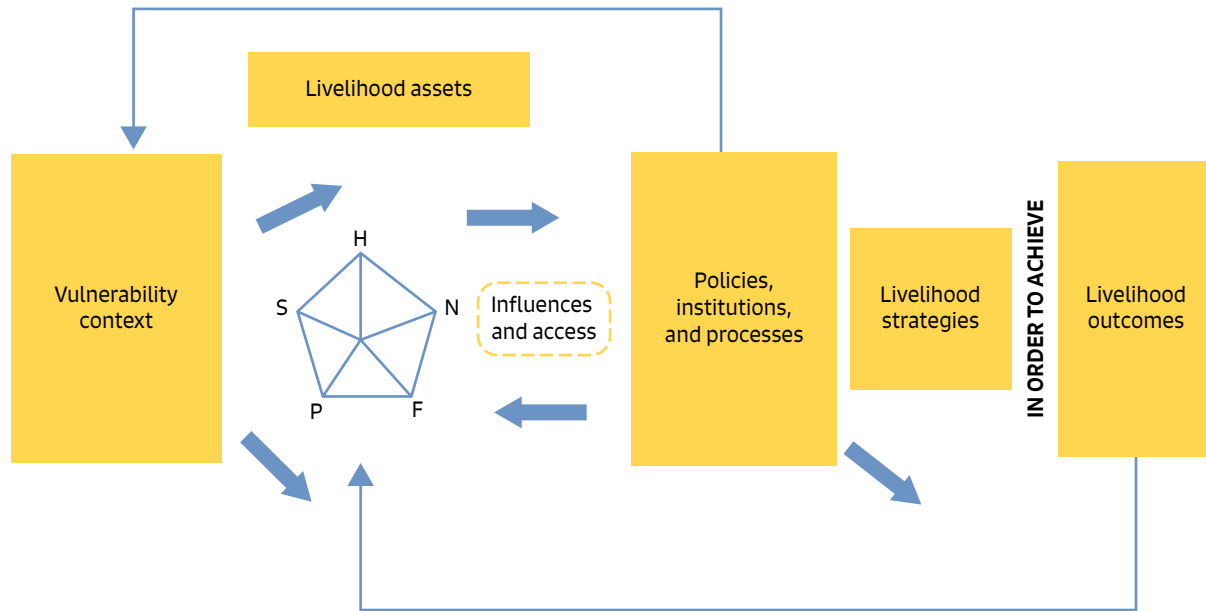 Livelihood assets
Vulnerability
context
H
S
N
P
F
Influences
and access
Policies,
institutions,
and processes
Livelihood
strategies
IN ORDER TO ACHIEVE
Livelihood
outcomes